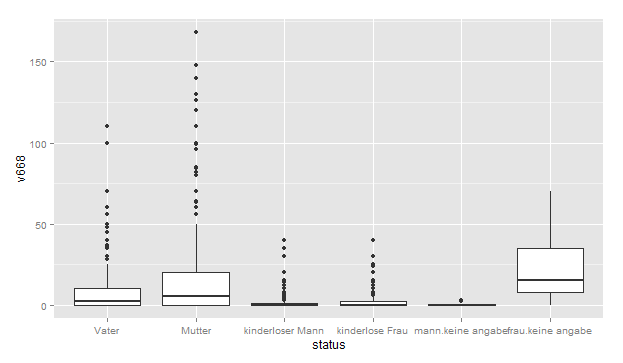 v668
150
100
50
0
Vater Mutter kinderloser Mann kinderlose Frau mann.keine angabe frau.keine angabe
status